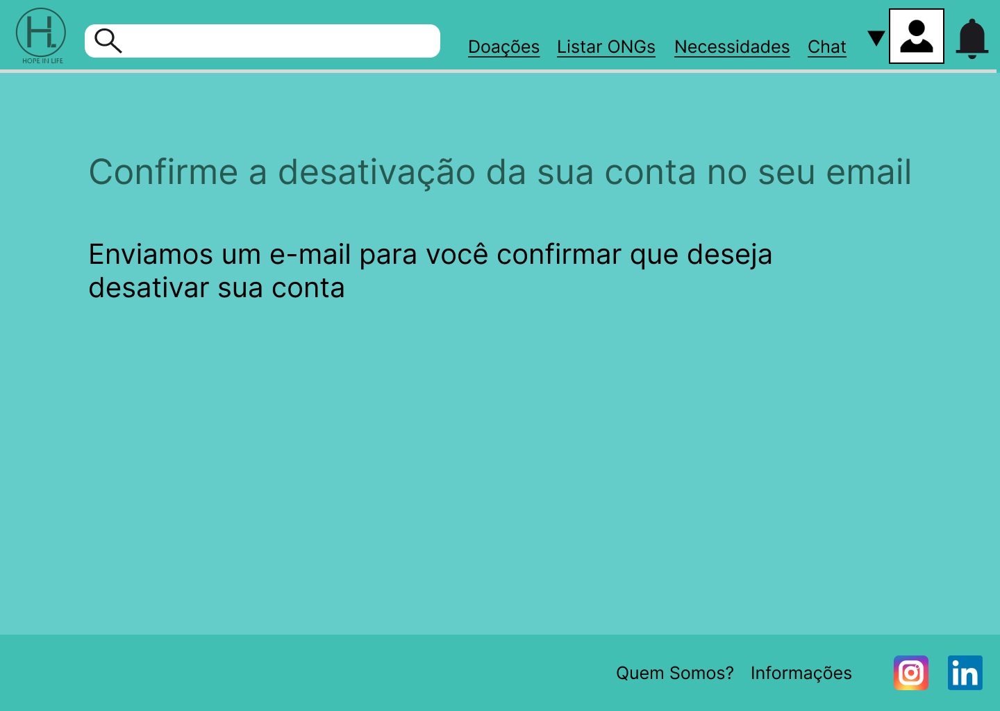 H.
HOPE IN LIFE
Doações Listar ONGs Necessidades Chat
Confirme a desativação da sua conta no seu email
Enviamos um e-mail para você confirmar que deseja
desativar sua conta
Quem Somos? Informações
in